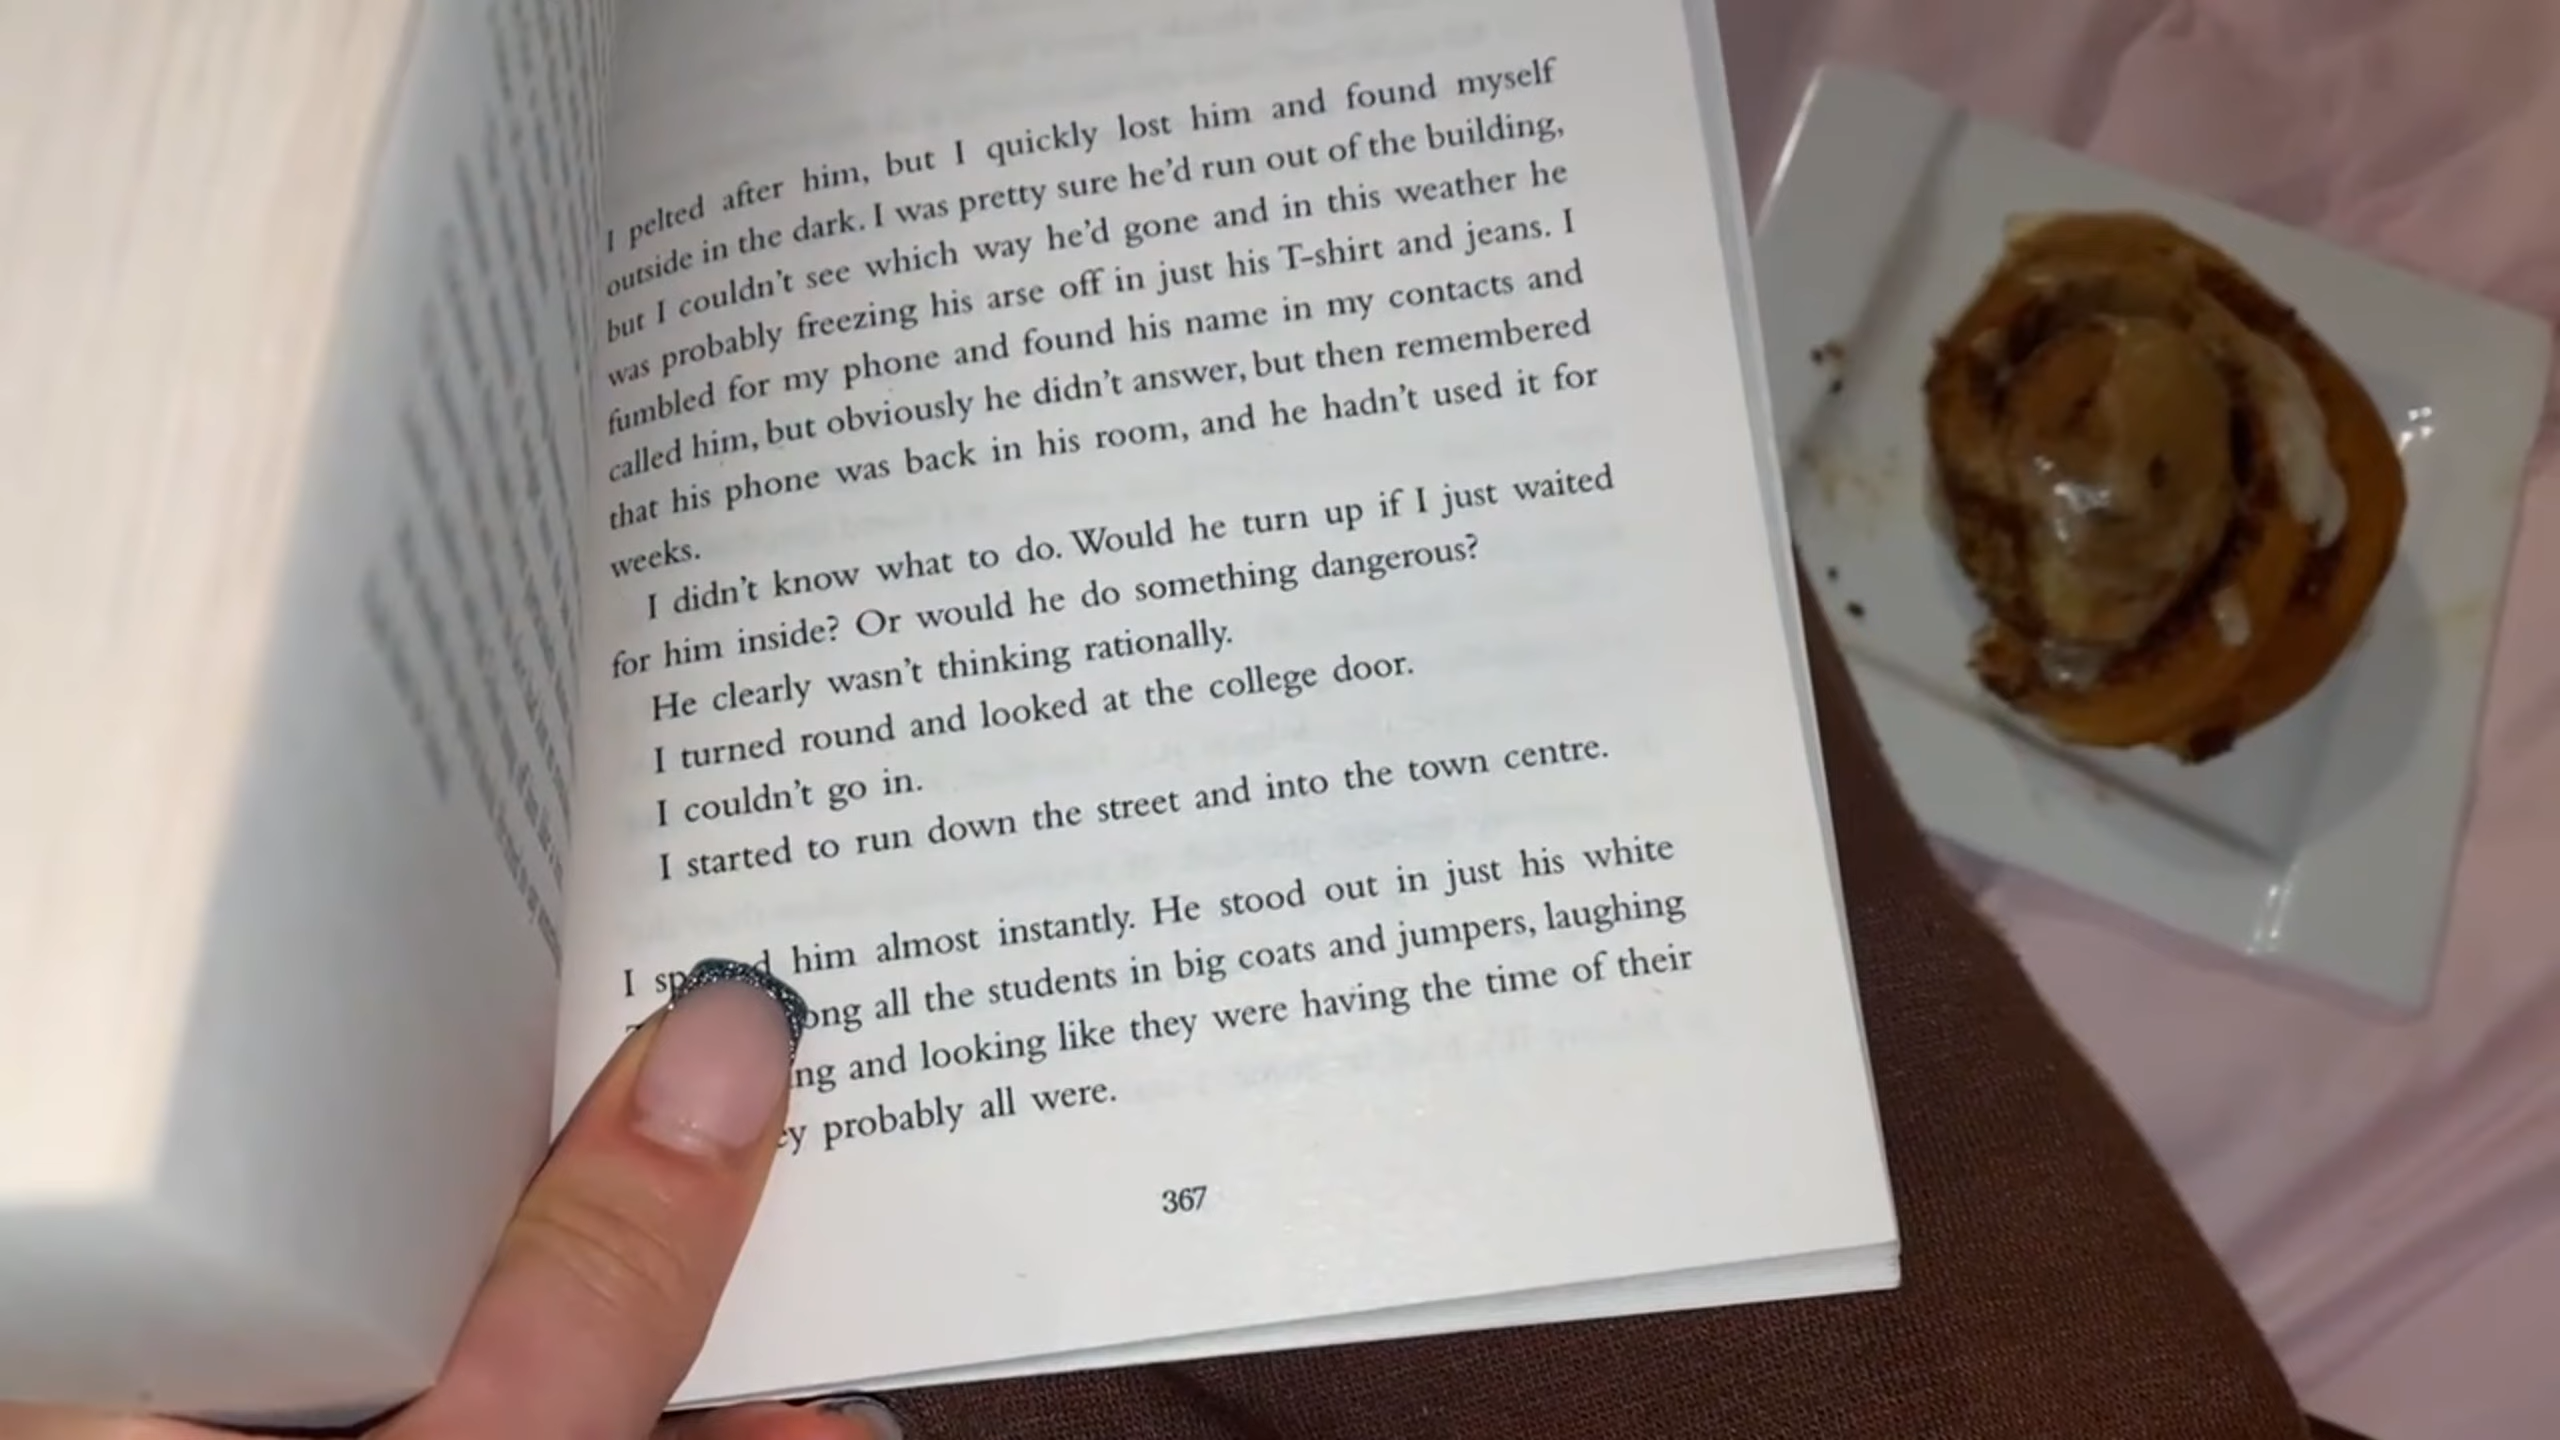 I pelted after him, but I quickly lost him and found myself
outside in the dark. I was pretty sure he'd run out of the building,
but I couldn't see which way he'd gone and in this weather he
was probably freezing his arse off in just his T-shirt and jeans. I
fumbled for my phone and found his name in my contacts and
called him, but obviously he didn't answer, but then remembered
that his phone was back in his room, and he hadn't used it for
weeks.
I didn't know what to do. Would he turn up if I just waited
for him inside? Or would he do something dangerous?
He clearly wasn't thinking rationally.
I turned round and looked at the college door.
I couldn't go in.
I started to run down the street and into the town centre.
I him almost instantly. He stood out in just his white
all the students in big coats and jumpers, laughing
and looking like they were having the time of their
probably all were.
367